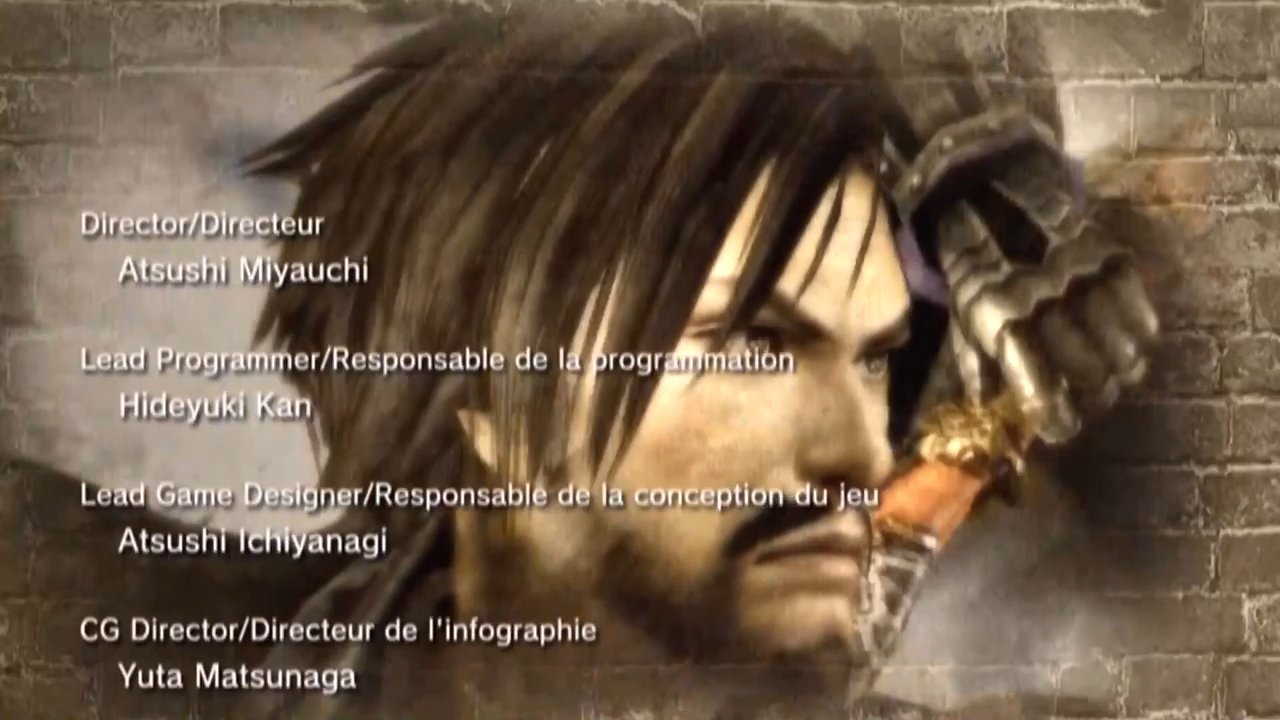 Director/Directeur
Atsushi Miyauchi
Lead Programmer/Responsable de la programmation
Hideyuki Kan
Lead Game Designer/Responsable de la conception du jeu
Atsushi Ichiyanagi
CG Director/Directeur de l'infographie
Yuta Matsunaga